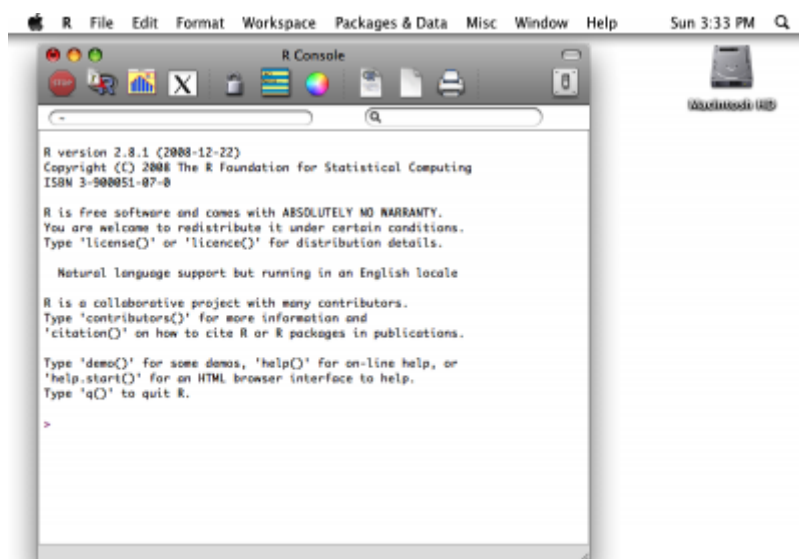 R File Edit Format Workspace Packages & Data Misc Window Help Sun 3:33 PM
R Console
STOP
X
~
R version 2.8.1 (2008-12-22)
Copyright (C) 2008 The R Foundation for Statistical Computing
ISBN 3-900051-07-0
R is free software and comes with ABSOLUTELY NO WARRANTY.
You are welcome to redistribute it under certain conditions.
Type 'license()' or 'licence()' for distribution details.
Natural language support but running in an English locale
R is a collaborative project with many contributors.
Type 'contributors()' for more information and
'citation()' on how to cite R or R packages in publications.
Type 'demo()' for some demos, 'help()' for on-line help, or
'help.start()' for an HTML browser interface to help.
Type 'q()' to quit R.
>
Macintosh HD